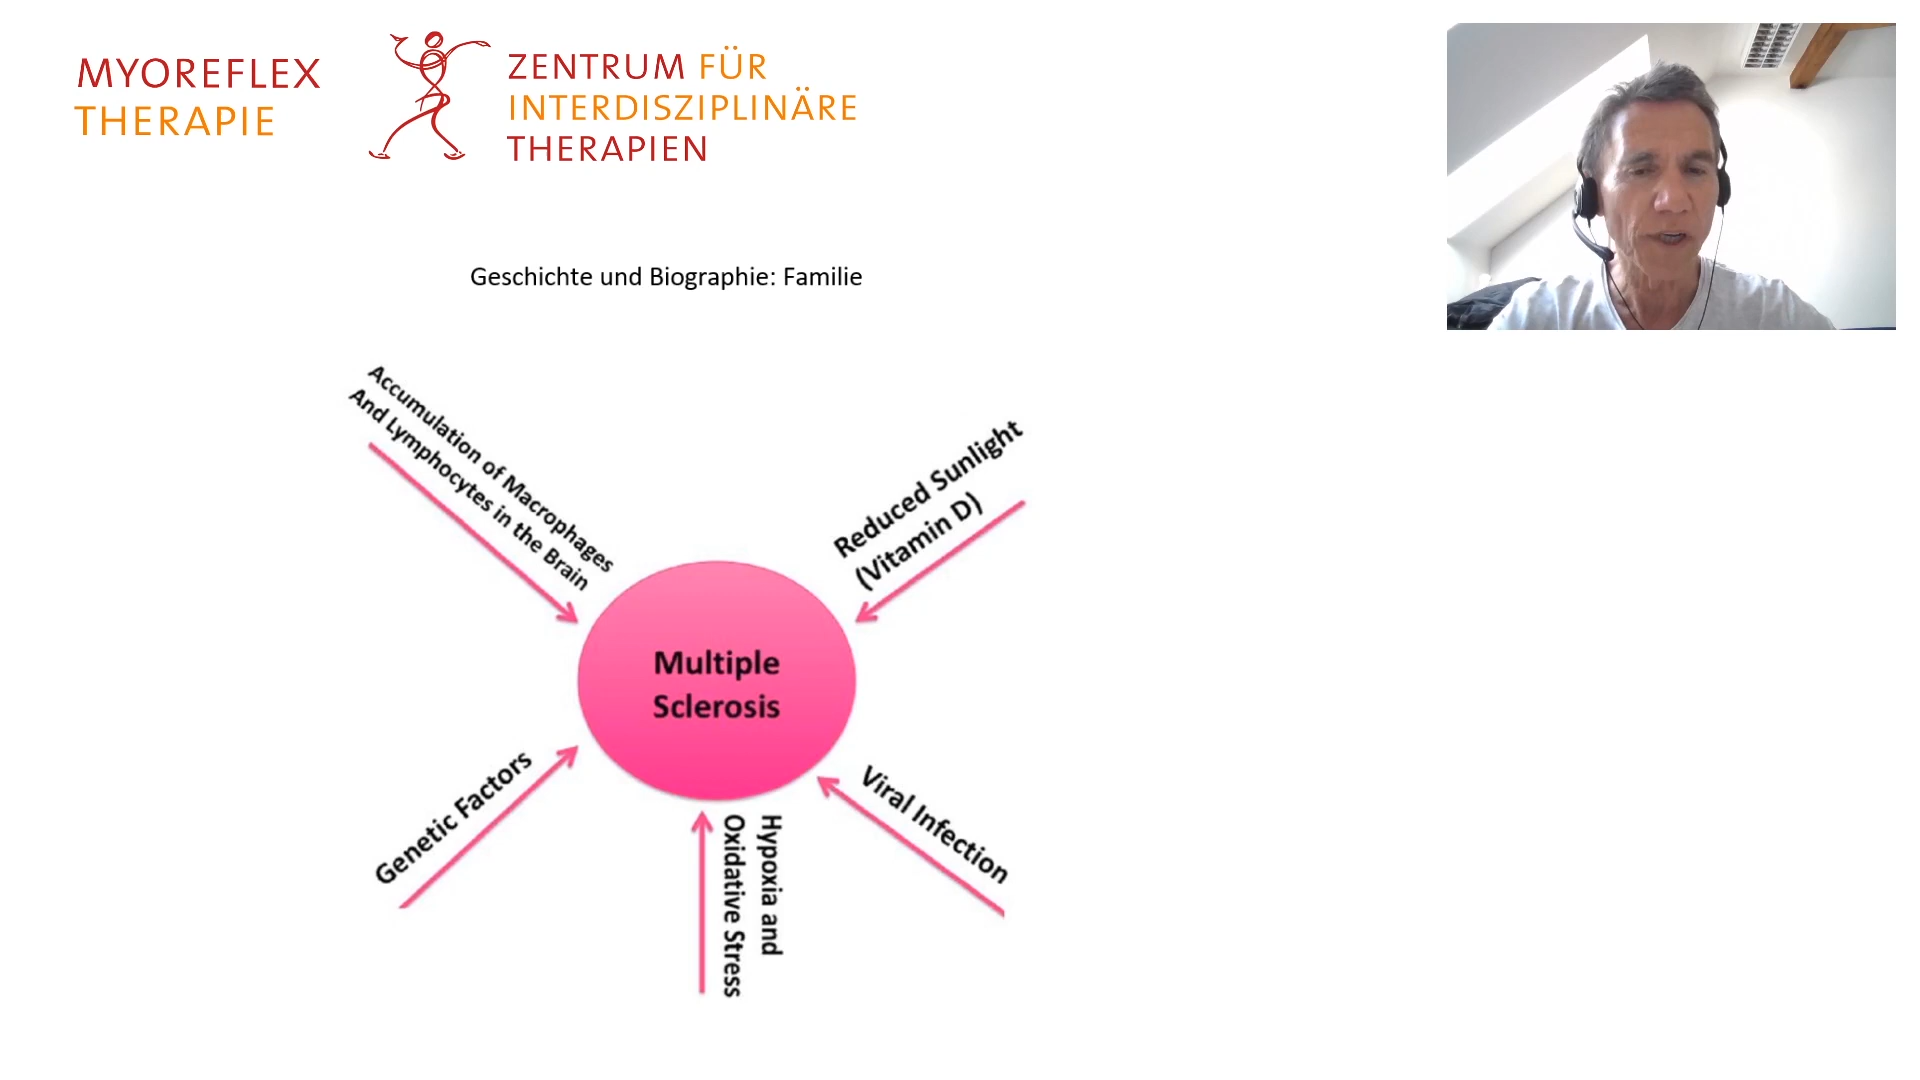 MYOREFLEX
THERAPIE
ZENTRUM FÜR
INTERDISZIPLINÄRE
THERAPIEN
Geschichte und Biographie: Familie
Accumulation of Macrophages
And Lymphocytes in the Brain
Reduced Sunlight
(Vitamin D)
Multiple
Sclerosis
Genetic Factors
Hypoxia and
Oxidative Stress
Viral Infection